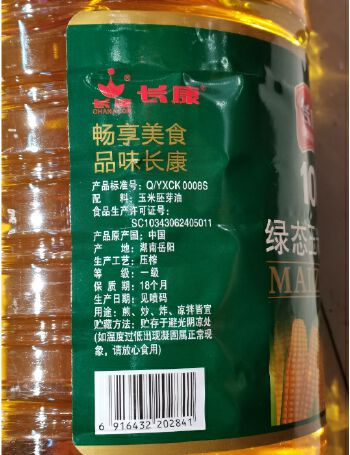 长康®
畅享美食
品味长康
产品标准号：Q/YXCK 0008S
配 料：玉米胚芽油
食品生产许可证号：
SC10343062405011
产品原产国：中国
产 地：湖南岳阳
生产工艺：压榨
等 级：一级
保 质 期：18个月
生产日期：见喷码
用途：煎、炒、炸、凉拌皆宜
贮藏方法：贮存于避光阴凉处
(如温度过低出现凝固属正常现
象，请放心食用)
6 916432 202841
10
绿态